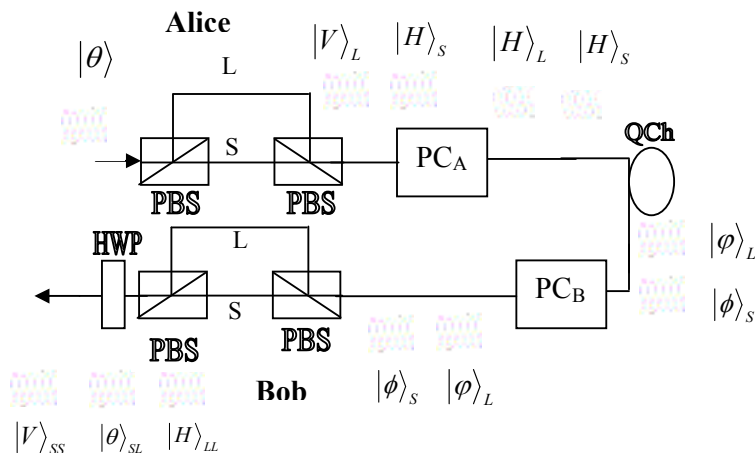 Alice
|θ⟩ L |V⟩_L |H⟩_S |H⟩_L |H⟩_S
S PC_A QCh
PBS PBS
HWP L |φ⟩_L
S PC_B |ϕ⟩_S
PBS PBS
Bob |ϕ⟩_S |φ⟩_L
|V⟩_SS |θ⟩_SL |H⟩_LL